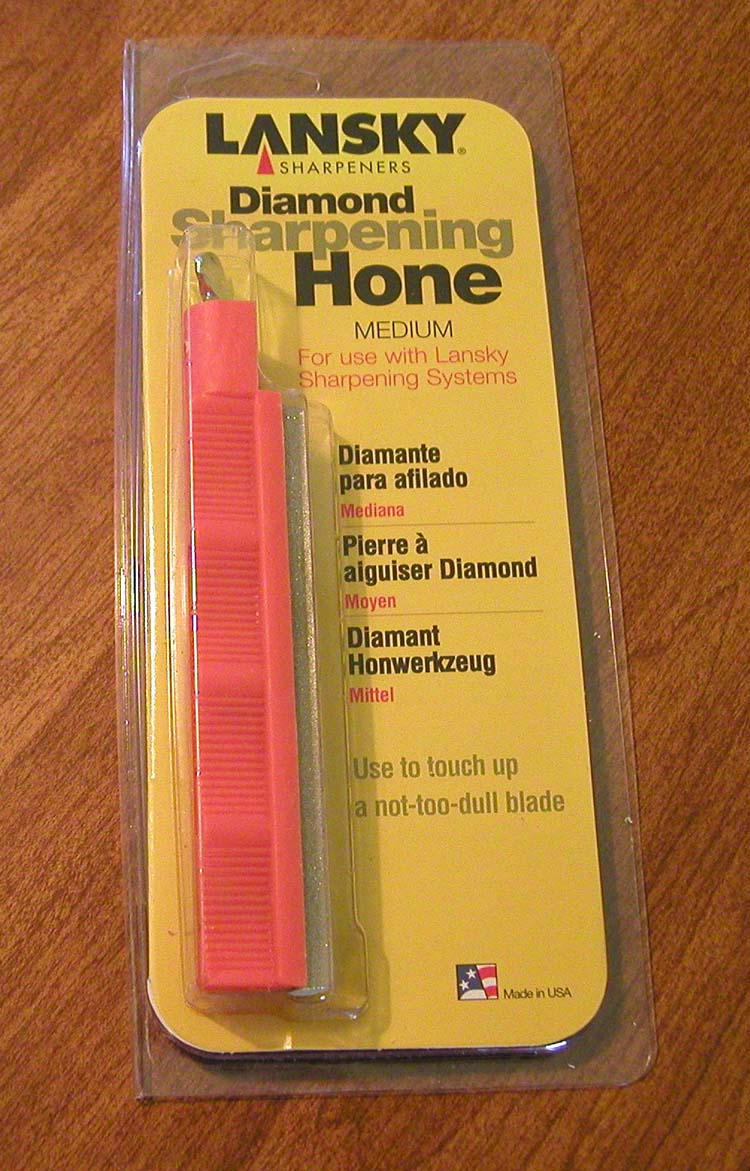 LANSKY®
SHARPENERS
Diamond
Sharpening
Hone
MEDIUM
For use with Lansky
Sharpening Systems
Diamante
para afilado
Mediana
Pierre à
aiguiser Diamond
Moyen
Diamant
Honwerkzeug
Mittel
Use to touch up
a not-too-dull blade
Made in USA